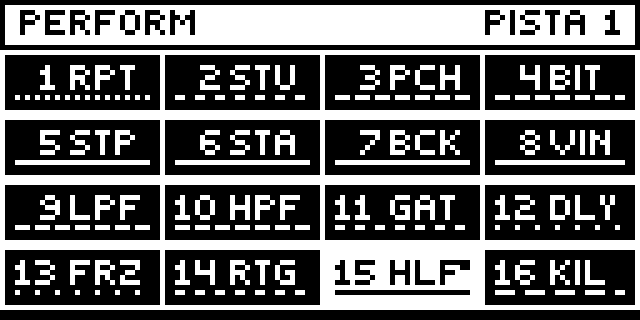 PERFORM PISTA 1
1 RPT 2 STU 3 PCH 4 BIT
5 STP 6 STA 7 BCK 8 VIN
9 LPF 10 HPF 11 GAT 12 DLY
13 FRZ 14 RTG 15 HLF 16 KIL